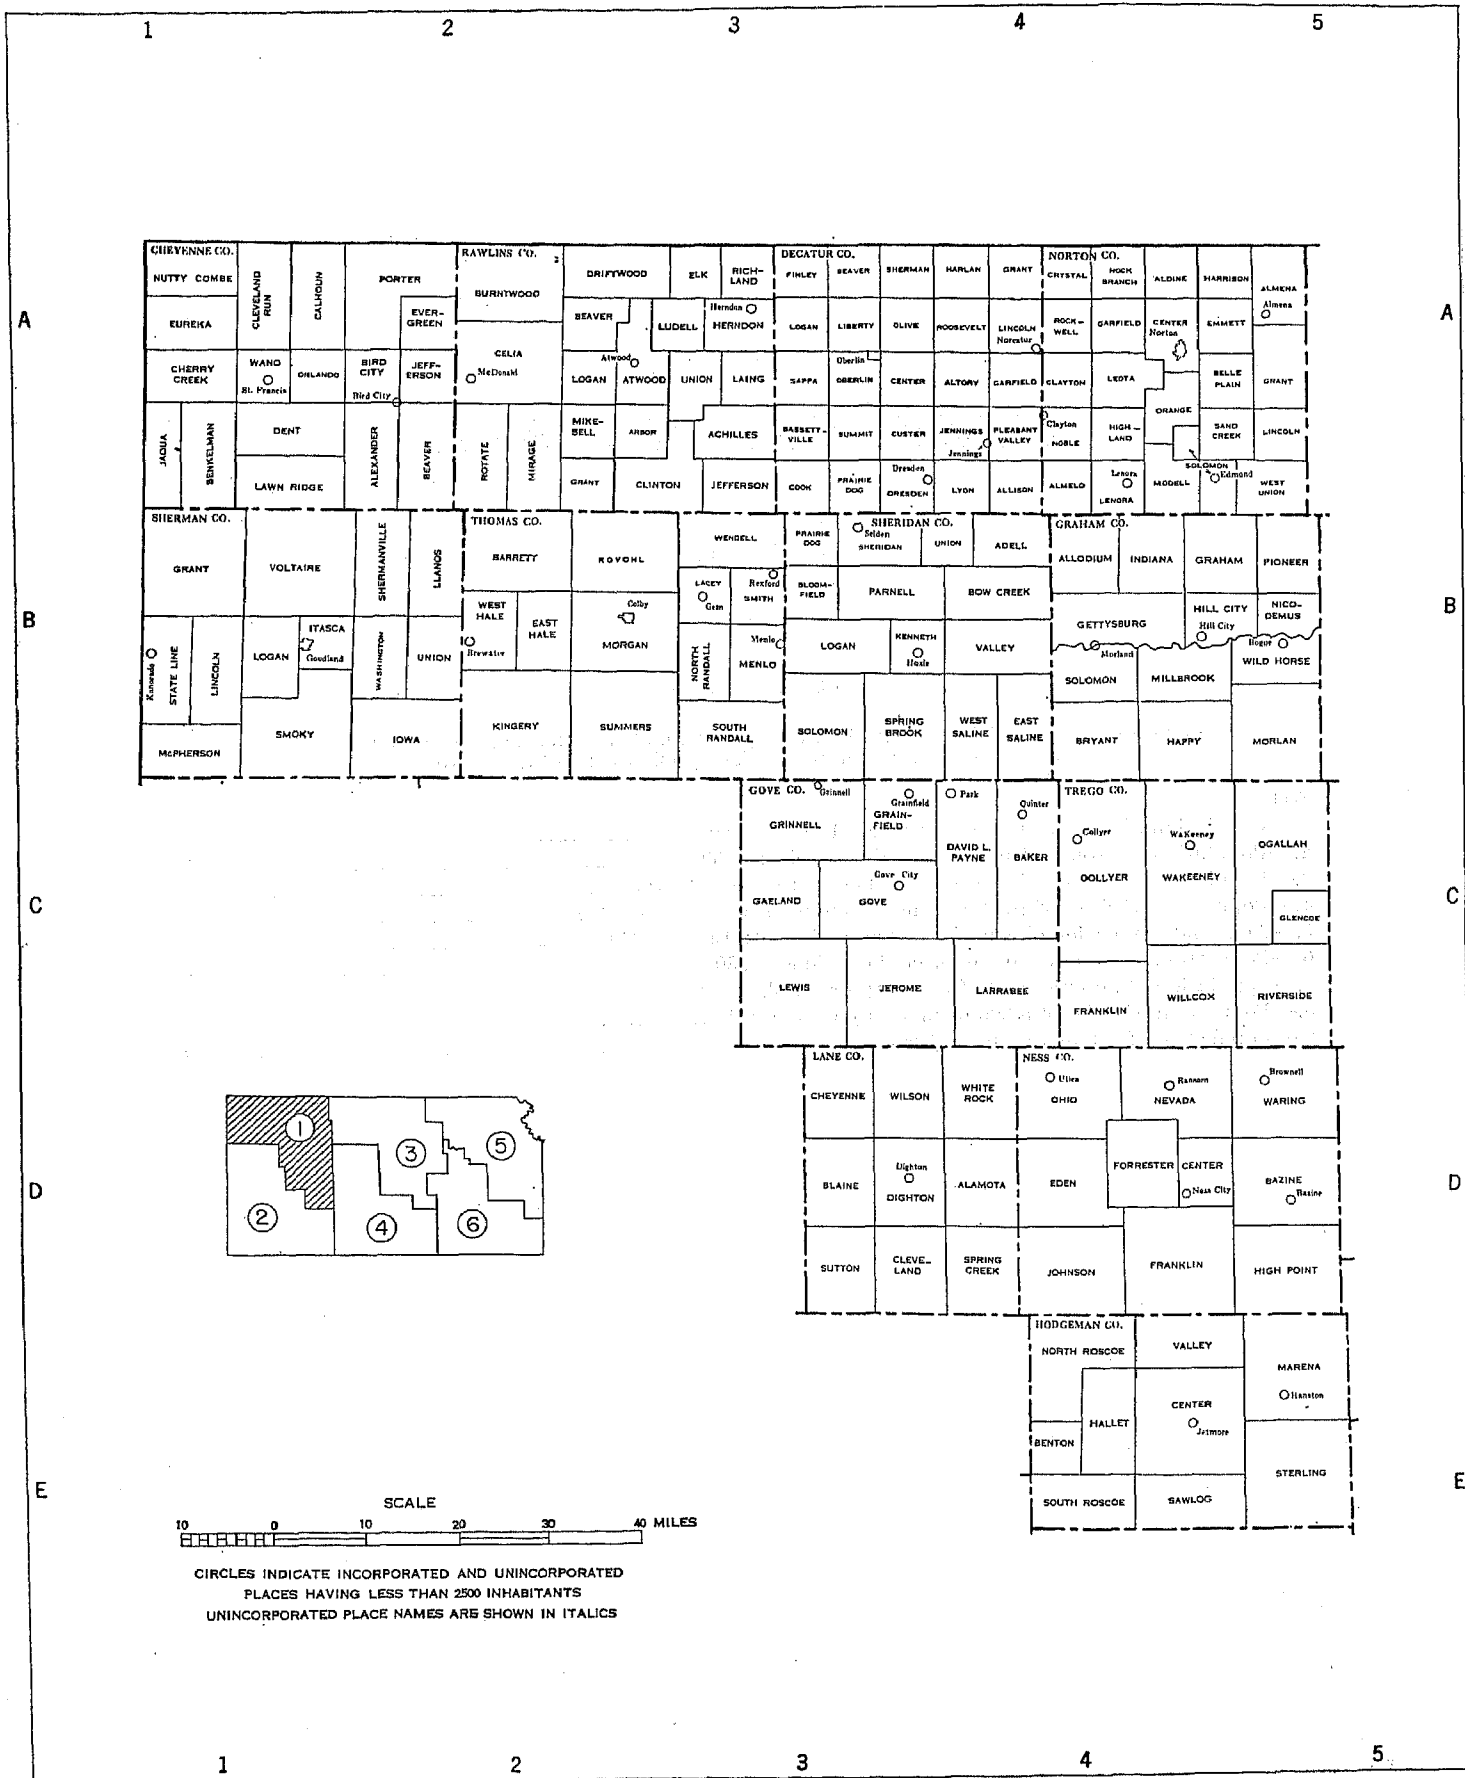 1 2 3 4 5
A A
CHEYENNE CO.
NUTTY COMBE
CLEVELAND RUN
CALHOUN
PORTER
EUREKA
EVER-
GREEN
CHERRY
CREEK
WANO
St. Francis
ORLANDO
BIRD
CITY
Bird City
JEFF-
ERSON
JAQUA
BENKELMAN
DENT
LAWN RIDGE
ALEXANDER
BEAVER
RAWLINS CO.
BURNTWOOD
DRIFTWOOD
ELK
RICH-
LAND
BEAVER
LUDELL
Herndon
HERNDON
CELIA
McDonald
Atwood
LOGAN
ATWOOD
UNION
LAING
ROTATE
MIRAGE
MIKE-
BELL
ARBOR
ACHILLES
GRANT
CLINTON
JEFFERSON
DECATUR CO.
FINLEY
BEAVER
SHERMAN
HARLAN
GRANT
LOGAN
LIBERTY
OLIVE
ROOSEVELT
LINCOLN
Norcatur
SAPPA
Oberlin
OBERLIN
CENTER
ALTORY
GARFIELD
BASSETT-
VILLE
SUMMIT
CUSTER
JENNINGS
Jennings
PLEASANT
VALLEY
COOK
PRAIRIE
DOG
Dresden
DRESDEN
LYON
ALLISON
NORTON CO.
CRYSTAL
ROCK
BRANCH
ALDINE
HARRISON
ALMENA
Almena
ROCK-
WELL
GARFIELD
CENTER
Norton
EMMETT
CLAYTON
LEOTA
BELLE
PLAIN
GRANT
Clayton
NOBLE
HIGH-
LAND
ORANGE
SAND
CREEK
LINCOLN
ALMELO
Lenora
LENORA
MODELL
SOLOMON
Edmond
WEST
UNION
B B
SHERMAN CO.
GRANT
VOLTAIRE
SHERMANVILLE
LLANOS
Kanorado
STATE LINE
LINCOLN
LOGAN
ITASCA
Goodland
WASHINGTON
UNION
MCPHERSON
SMOKY
IOWA
THOMAS CO.
BARRETT
ROVOHL
WENDELL
LACEY
Gem
Rexford
SMITH
WEST
HALE
Brewster
EAST
HALE
Colby
MORGAN
NORTH
RANDALL
Menlo
MENLO
KINGERY
SUMMERS
SOUTH
RANDALL
SHERIDAN CO.
PRAIRIE
DOG
Selden
SHERIDAN
UNION
ADELL
BLOOM-
FIELD
PARNELL
BOW CREEK
LOGAN
KENNETH
Hoxie
VALLEY
SOLOMON
SPRING
BROOK
WEST
SALINE
EAST
SALINE
GRAHAM CO.
ALLODIUM
INDIANA
GRAHAM
PIONEER
GETTYSBURG
Morland
HILL CITY
Hill City
NICO-
DEMUS
Bogue
WILD HORSE
SOLOMON
MILLBROOK
BRYANT
HAPPY
MORLAN
C C
GOVE CO.
Grinnell
GRINNELL
Grainfield
GRAIN-
FIELD
Park
DAVID L.
PAYNE
Quinter
BAKER
GAELAND
Gove City
GOVE
LEWIS
JEROME
LARRABEE
TREGO CO.
Collyer
COLLYER
WaKeeney
WAKEENEY
OGALLAH
GLENCOE
FRANKLIN
WILLCOX
RIVERSIDE
D D
LANE CO.
CHEYENNE
WILSON
WHITE
ROCK
BLAINE
Dighton
DIGHTON
ALAMOTA
SUTTON
CLEVE-
LAND
SPRING
CREEK
NESS CO.
Utica
OHIO
Ransom
NEVADA
Brownell
WARING
EDEN
FORRESTER
CENTER
Ness City
BAZINE
Bazine
JOHNSON
FRANKLIN
HIGH POINT
1
2
3
4
5
6
E E
HODGEMAN CO.
NORTH ROSCOE
VALLEY
MARENA
Hanston
HALLET
CENTER
Jetmore
BENTON
STERLING
SOUTH ROSCOE
SAWLOG
SCALE
10 0 10 20 30 40 MILES
CIRCLES INDICATE INCORPORATED AND UNINCORPORATED
PLACES HAVING LESS THAN 2500 INHABITANTS
UNINCORPORATED PLACE NAMES ARE SHOWN IN ITALICS
1 2 3 4 5